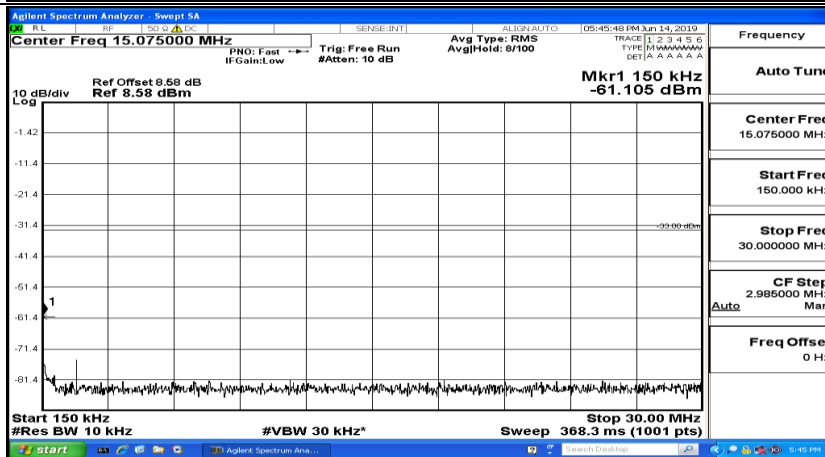 Agilent Spectrum Analyzer - Swept SA
LXI RL RF 50 Ω DC SENSE:INT ALIGN AUTO 05:45:48 PM Jun 14, 2019
Center Freq 15.075000 MHz
PNO: Fast
IFGain:Low
Trig: Free Run
#Atten: 10 dB
Avg Type: RMS
Avg|Hold: 8/100
TRACE 1 2 3 4 5 6
TYPE M WWWWW
DET A A A A A A
Ref Offset 8.58 dB
Ref 8.58 dBm
10 dB/div
Log
Mkr1 150 kHz
-61.105 dBm
-1.42
-11.4
-21.4
-31.4
-33.00 dBm
-41.4
-51.4
1
-61.4
-71.4
-81.4
Start 150 kHz
Stop 30.00 MHz
#Res BW 10 kHz
#VBW 30 kHz*
Sweep 368.3 ms (1001 pts)
Frequency
Auto Tune
Center Freq
15.075000 MHz
Start Freq
150.000 kHz
Stop Freq
30.000000 MHz
CF Step
2.985000 MHz
Auto Man
Freq Offset
0 Hz
start
Agilent Spectrum Ana...
Search Desktop
5:45 PM